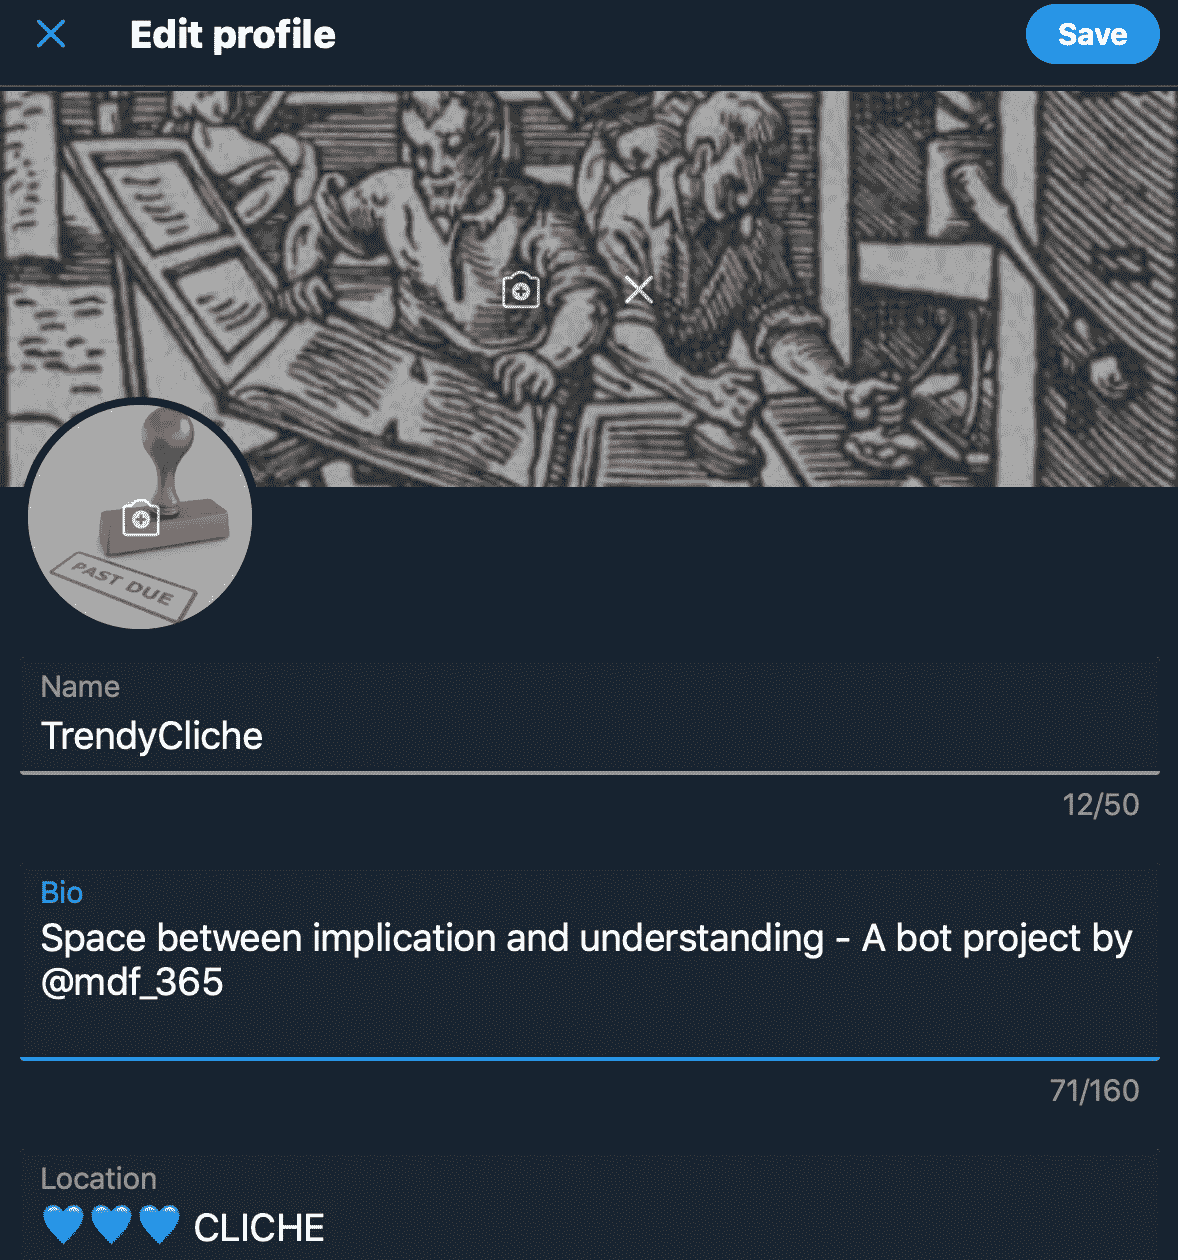 Edit profile
Save
PAST DUE
Name
TrendyCliche
12/50
Bio
Space between implication and understanding - A bot project by
@mdf_365
71/160
Location
💙💙💙 CLICHE